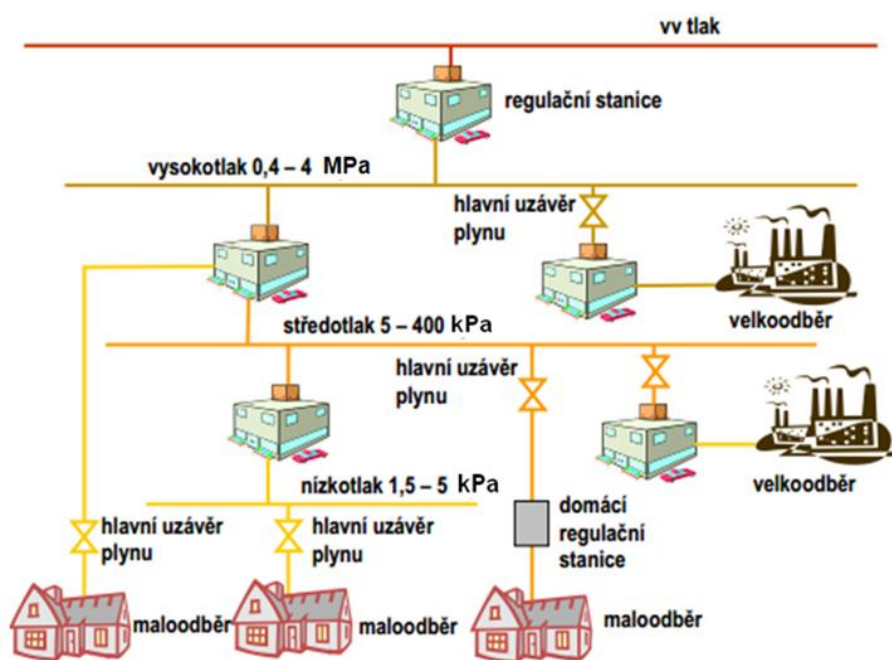 vv tlak
regulační stanice
vysokotlak 0,4 – 4 MPa
hlavní uzávěr
plynu
velkoodběr
středotlak 5 – 400 kPa
hlavní uzávěr
plynu
velkoodběr
nízkotlak 1,5 – 5 kPa
hlavní uzávěr
plynu
hlavní uzávěr
plynu
domácí
regulační
stanice
maloodběr
maloodběr
maloodběr